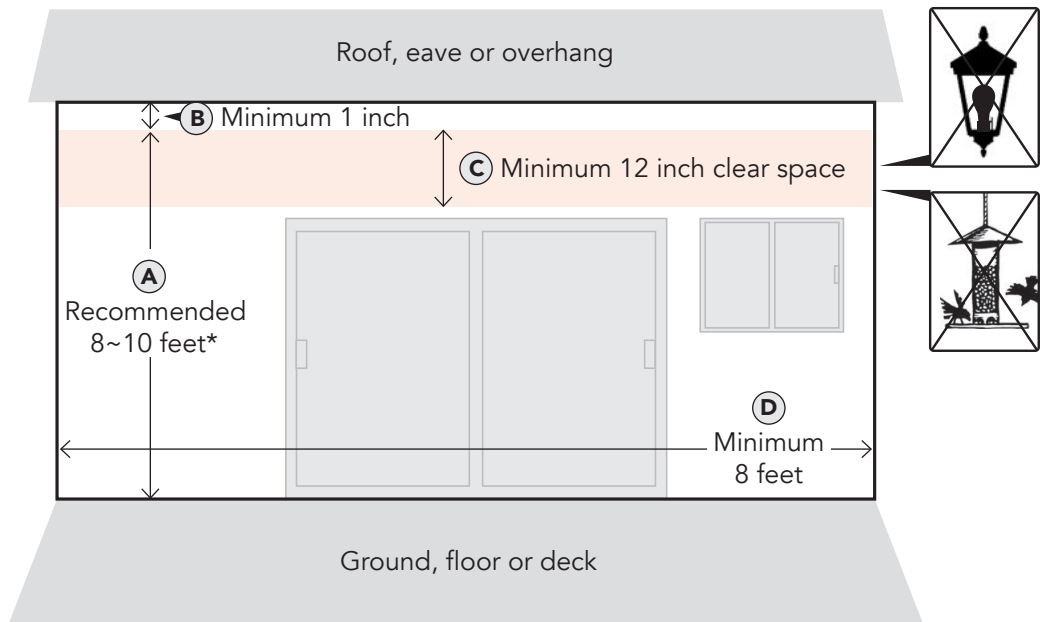 Roof, eave or overhang
B Minimum 1 inch
C Minimum 12 inch clear space
A
Recommended
8~10 feet*
D
Minimum
8 feet
Ground, floor or deck